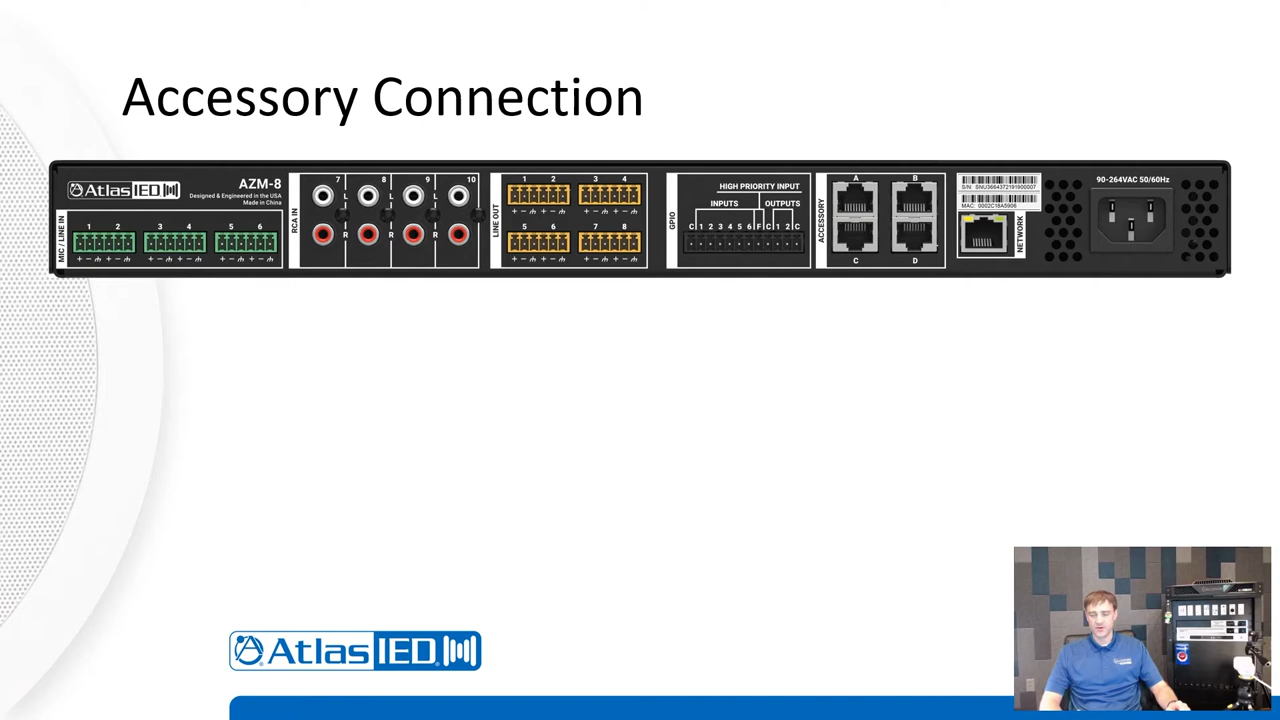 Accessory Connection
AtlasIED
AZM-8
Designed & Engineered in the USA
Made in China
MIC / LINE IN
1 2 3 4 5 6
+ - + - + - + - + - + -
RCA IN
7 8 9 10
L L L L
R R R R
LINE OUT
1 2 3 4
+ - + - + - + -
5 6 7 8
+ - + - + - + -
GPIO
HIGH PRIORITY INPUT
INPUTS OUTPUTS
C 1 2 3 4 5 6 F C 1 2 C
ACCESSORY
A B
C D
S/N: SNU3664372191900007
MAC: 0002C18A5906
NETWORK
90-264VAC 50/60Hz
AtlasIED